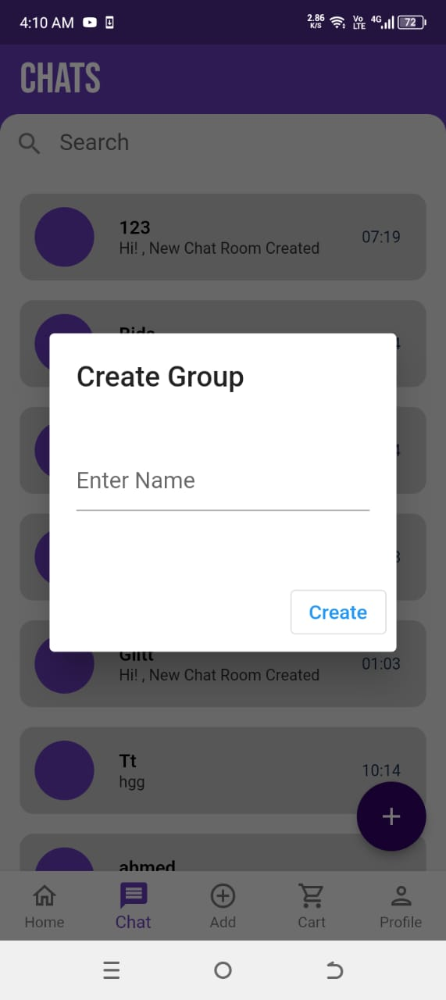 4:10 AM 2.86 K/S Vo LTE 4G 72
CHATS
Search
123
Hi! , New Chat Room Created
07:19
Create Group
Enter Name
Create
Glitt
Hi! , New Chat Room Created
01:03
Tt
hgg
10:14
ahmed
Home
Chat
Add
Cart
Profile